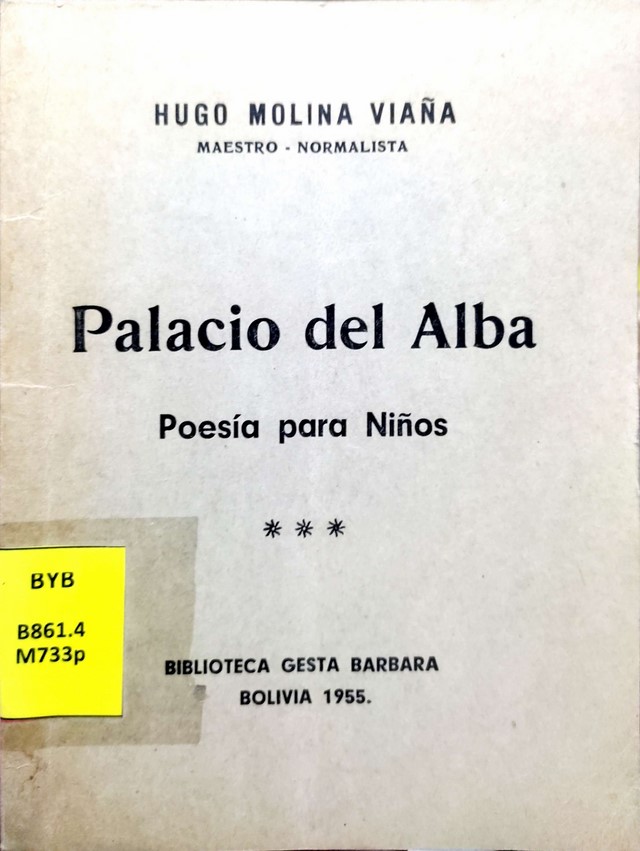 HUGO MOLINA VIAÑA
MAESTRO - NORMALISTA
Palacio del Alba
Poesía para Niños
* * *
BYB
B861.4
M733p
BIBLIOTECA GESTA BARBARA
BOLIVIA 1955.